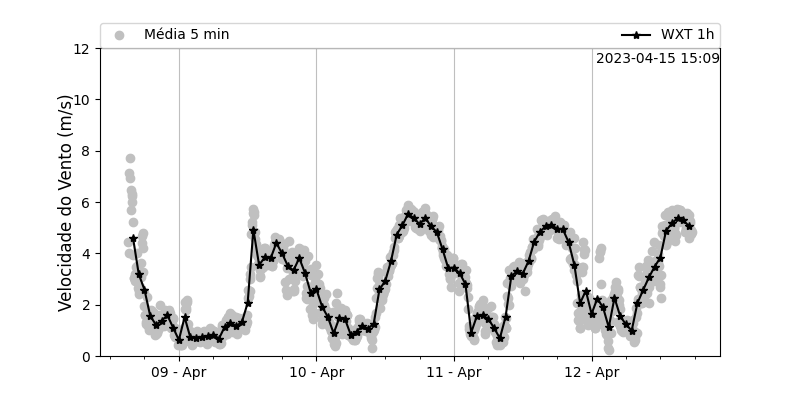 Média 5 min
WXT 1h
2023-04-15 15:09
Velocidade do Vento (m/s)
12
10
8
6
4
2
0
09 - Apr
10 - Apr
11 - Apr
12 - Apr